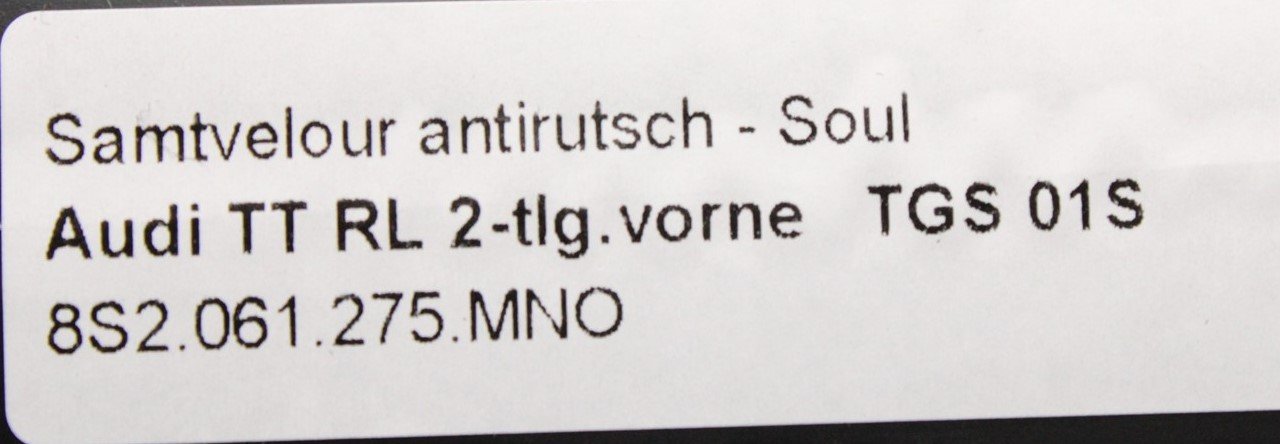 Samtvelour antirutsch - Soul
Audi TT RL 2-tlg.vorne TGS 01S
8S2.061.275.MNO